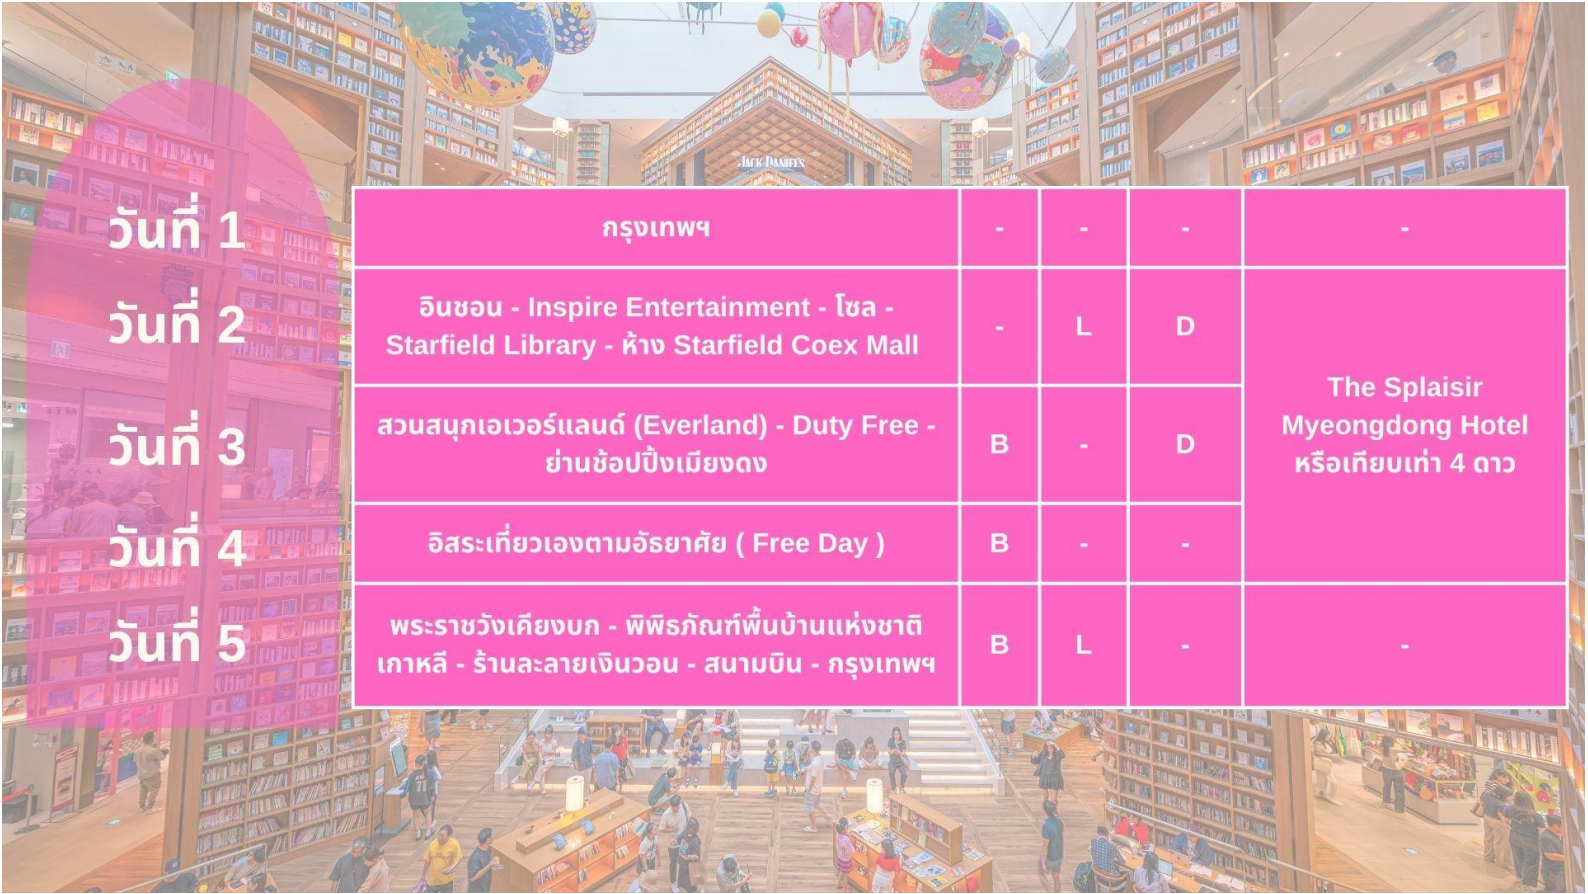 JACK DANIEL'S
วันที่ 1
กรุงเทพฯ
-
-
-
-
วันที่ 2
อินชอน - Inspire Entertainment - โซล -
Starfield Library - ห้าง Starfield Coex Mall
-
L
D
The Splaisir
Myeongdong Hotel
หรือเทียบเท่า 4 ดาว
วันที่ 3
สวนสนุกเอเวอร์แลนด์ (Everland) - Duty Free -
ย่านช้อปปิ้งเมียงดง
B
-
D
วันที่ 4
อิสระเที่ยวเองตามอัธยาศัย ( Free Day )
B
-
-
วันที่ 5
พระราชวังเคียงบก - พิพิธภัณฑ์พื้นบ้านแห่งชาติ
เกาหลี - ร้านละลายเงินวอน - สนามบิน - กรุงเทพฯ
B
L
-
-